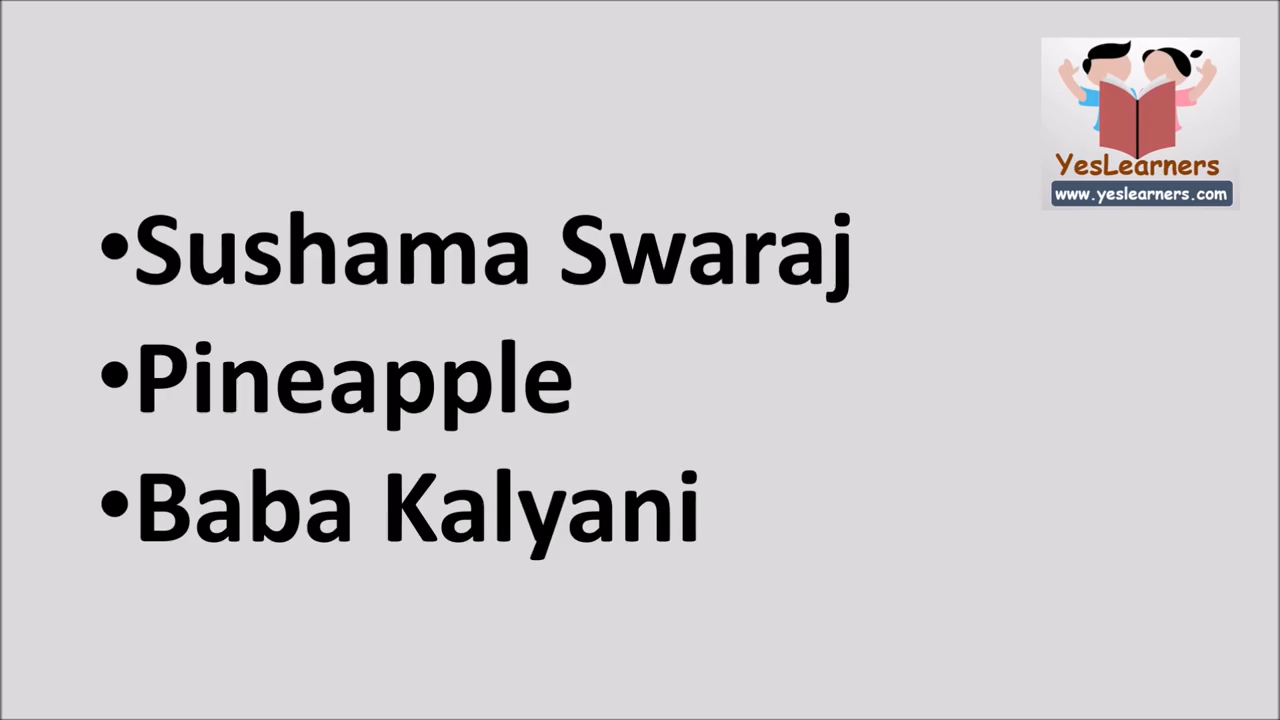 YesLearners
www.yeslearners.com
•Sushama Swaraj
•Pineapple
•Baba Kalyani